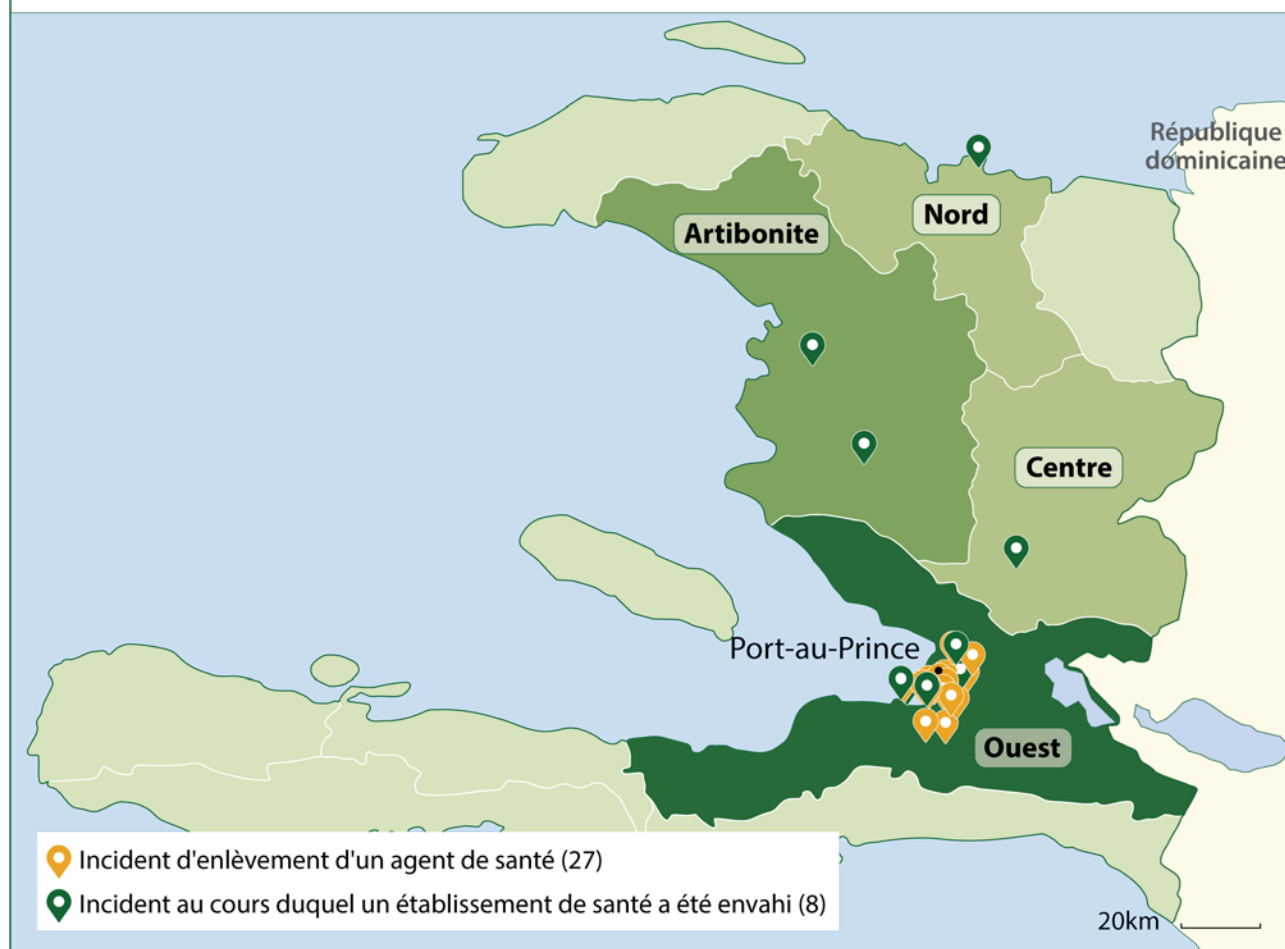 République
dominicaine
Nord
Artibonite
Centre
Port-au-Prince
Ouest
Incident d'enlèvement d'un agent de santé (27)
Incident au cours duquel un établissement de santé a été envahi (8)
20km